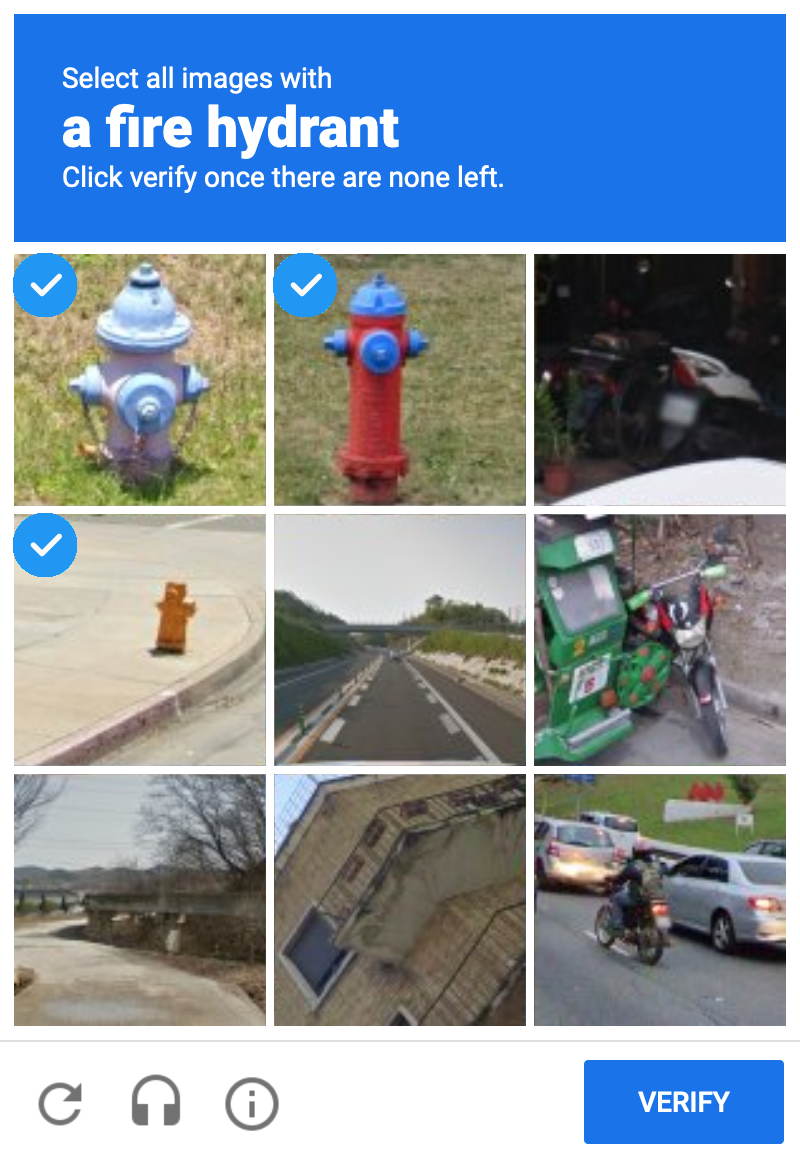 Select all images with
a fire hydrant
Click verify once there are none left.
VERIFY